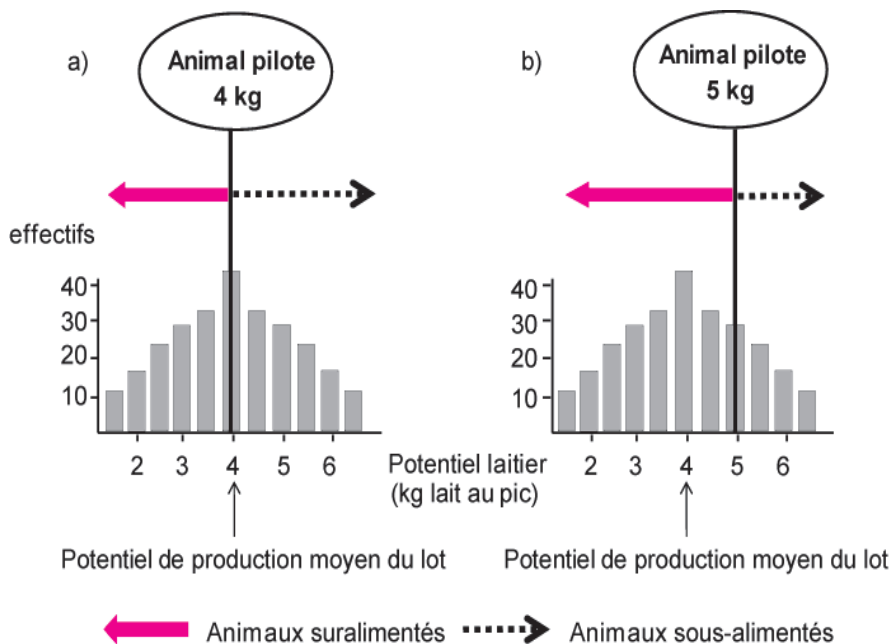 a)
Animal pilote
4 kg
b)
Animal pilote
5 kg
effectifs
40
30
20
10
40
30
20
10
2 3 4 5 6
Potentiel laitier
(kg lait au pic)
2 3 4 5 6
Potentiel de production moyen du lot
Potentiel de production moyen du lot
Animaux suralimentés
Animaux sous-alimentés